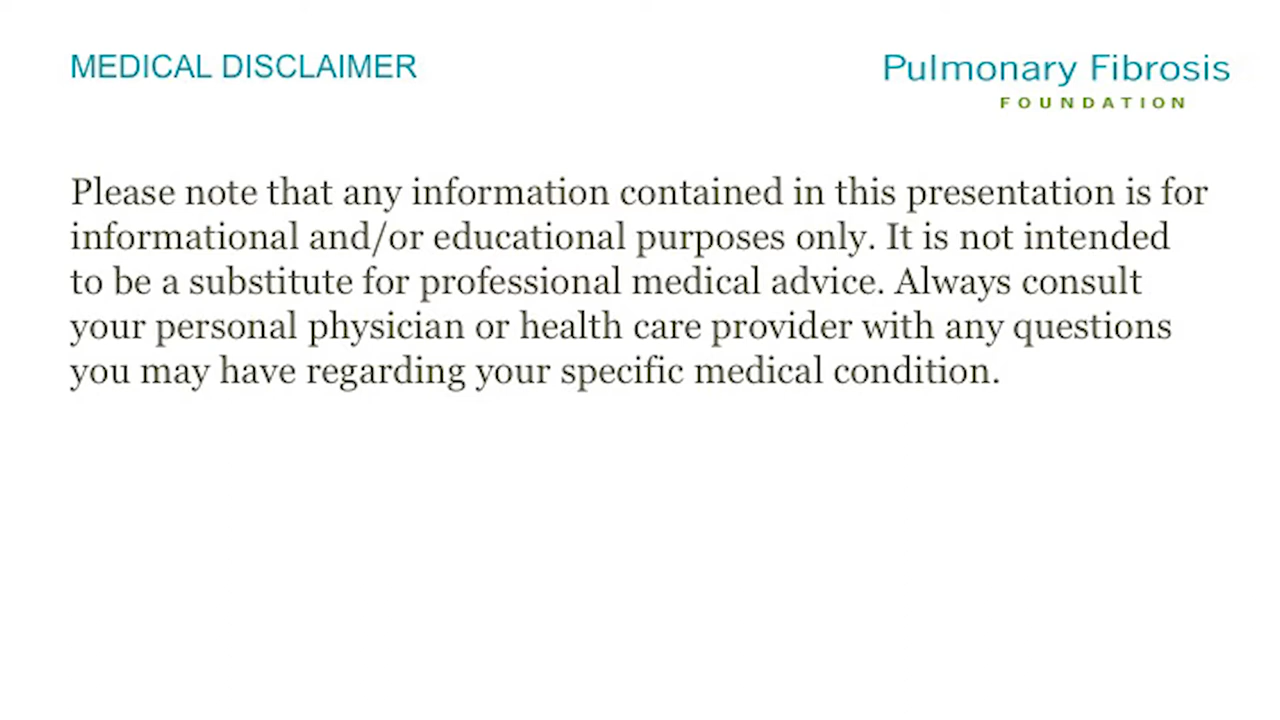 MEDICAL DISCLAIMER
Pulmonary Fibrosis
FOUNDATION
Please note that any information contained in this presentation is for
informational and/or educational purposes only. It is not intended
to be a substitute for professional medical advice. Always consult
your personal physician or health care provider with any questions
you may have regarding your specific medical condition.